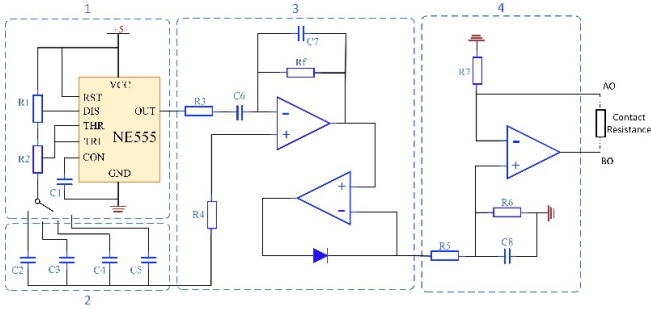 1
3
4
+5
C7
VCC
Rf
R7
R1
RST
DIS
OUT
R3
C6
AO
THR
Contact
Resistance
R2
TRI
NE555
CON
BO
GND
C1
R4
R6
R5
C8
C2
C3
C4
C5
2